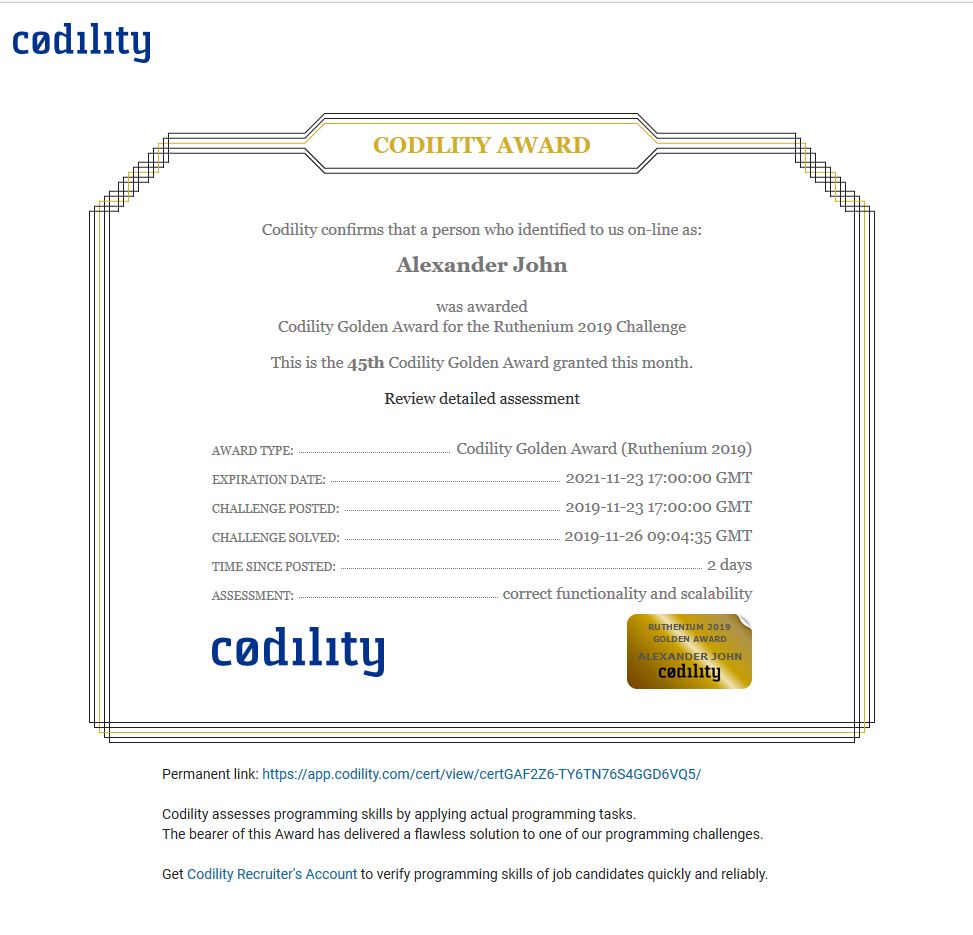 cødılıty
CODILITY AWARD
Codility confirms that a person who identified to us on-line as:
Alexander John
was awarded
Codility Golden Award for the Ruthenium 2019 Challenge
This is the 45th Codility Golden Award granted this month.
Review detailed assessment
AWARD TYPE: Codility Golden Award (Ruthenium 2019)
EXPIRATION DATE: 2021-11-23 17:00:00 GMT
CHALLENGE POSTED: 2019-11-23 17:00:00 GMT
CHALLENGE SOLVED: 2019-11-26 09:04:35 GMT
TIME SINCE POSTED: 2 days
ASSESSMENT: correct functionality and scalability
cødılıty
RUTHENIUM 2019
GOLDEN AWARD
ALEXANDER JOHN
cødılıty
Permanent link: https://app.codility.com/cert/view/certGAF2Z6-TY6TN76S4GGD6VQ5/
Codility assesses programming skills by applying actual programming tasks.
The bearer of this Award has delivered a flawless solution to one of our programming challenges.
Get Codility Recruiter's Account to verify programming skills of job candidates quickly and reliably.